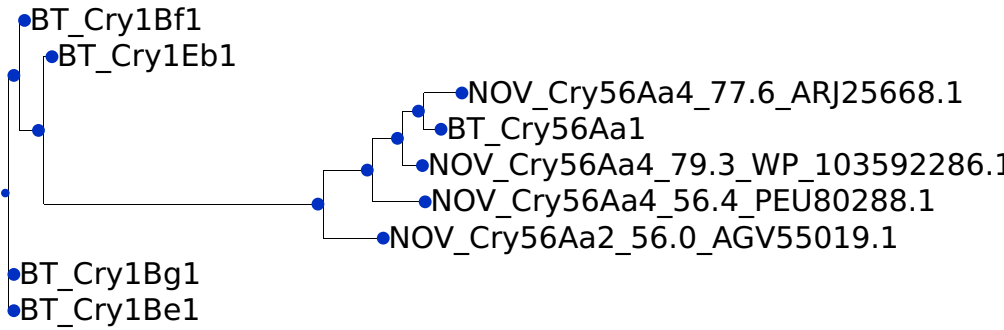 BT_Cry1Bf1
BT_Cry1Eb1
NOV_Cry56Aa4_77.6_ARJ25668.1
BT_Cry56Aa1
NOV_Cry56Aa4_79.3_WP_103592286.1
NOV_Cry56Aa4_56.4_PEU80288.1
NOV_Cry56Aa2_56.0_AGV55019.1
BT_Cry1Bg1
BT_Cry1Be1